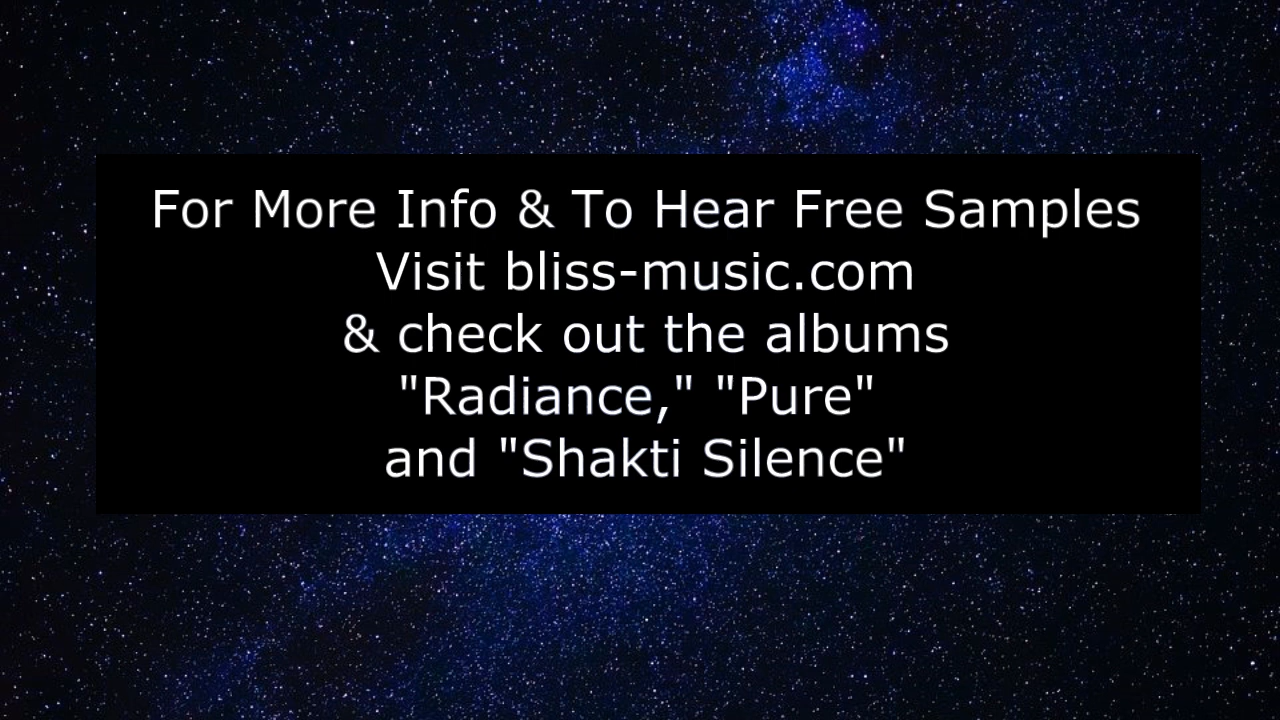 For More Info & To Hear Free Samples
Visit bliss-music.com
& check out the albums
"Radiance," "Pure"
and "Shakti Silence"